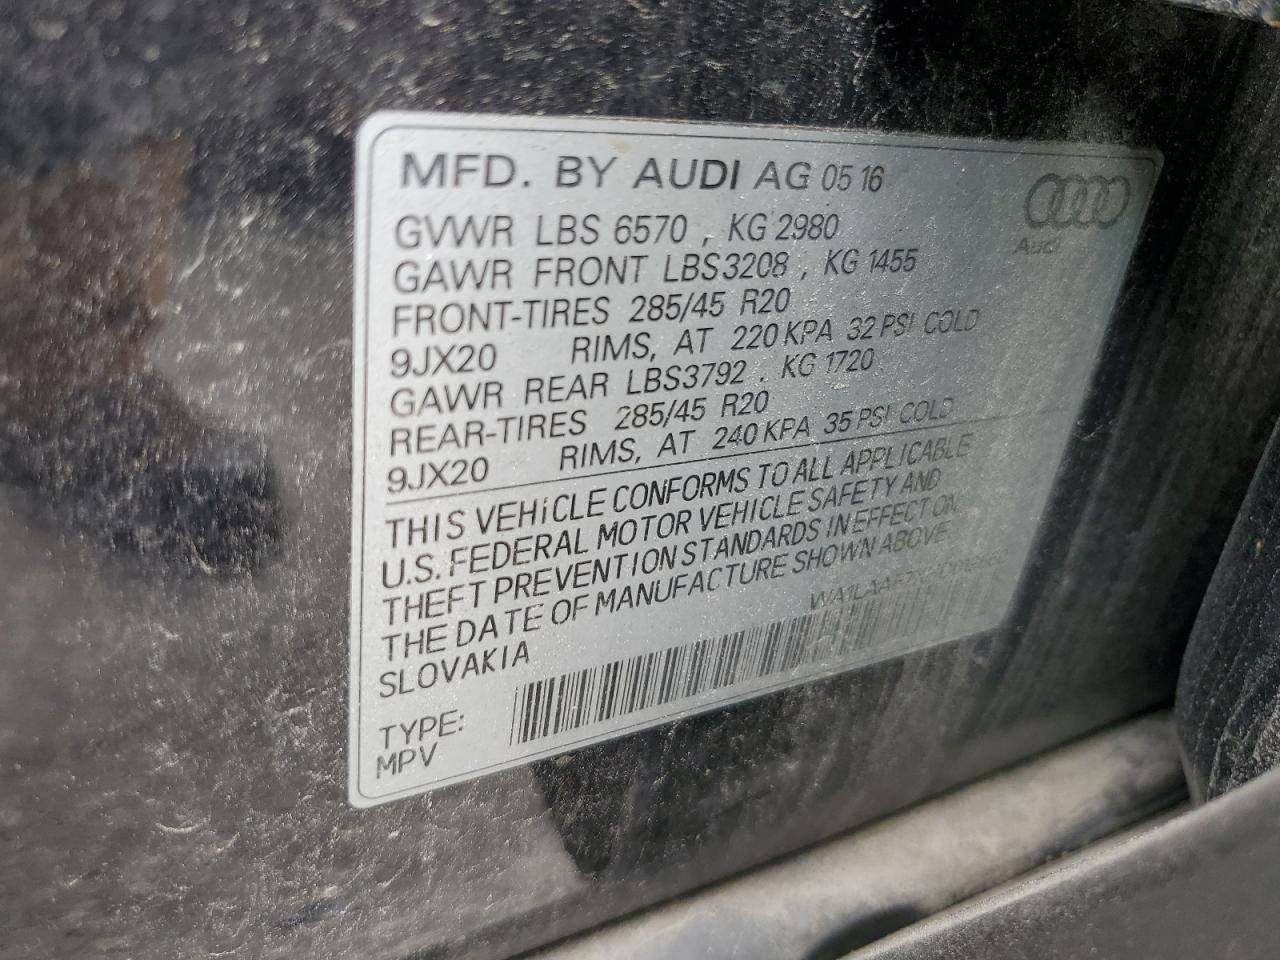 MFD. BY AUDI AG 05 16
Audi
GVWR LBS 6570 , KG 2980
GAWR FRONT LBS3208 , KG 1455
FRONT-TIRES 285/45 R20
9JX20 RIMS, AT 220 KPA 32 PSI COLD
GAWR REAR LBS3792 . KG 1720
REAR-TIRES 285/45 R20
9JX20 RIMS, AT 240 KPA 35 PSI COLD
THIS VEHICLE CONFORMS TO ALL APPLICABLE
U.S. FEDERAL MOTOR VEHICLE SAFETY AND
THEFT PREVENTION STANDARDS IN EFFECT ON
THE DATE OF MANUFACTURE SHOWN ABOVE
SLOVAKIA
TYPE:
MPV